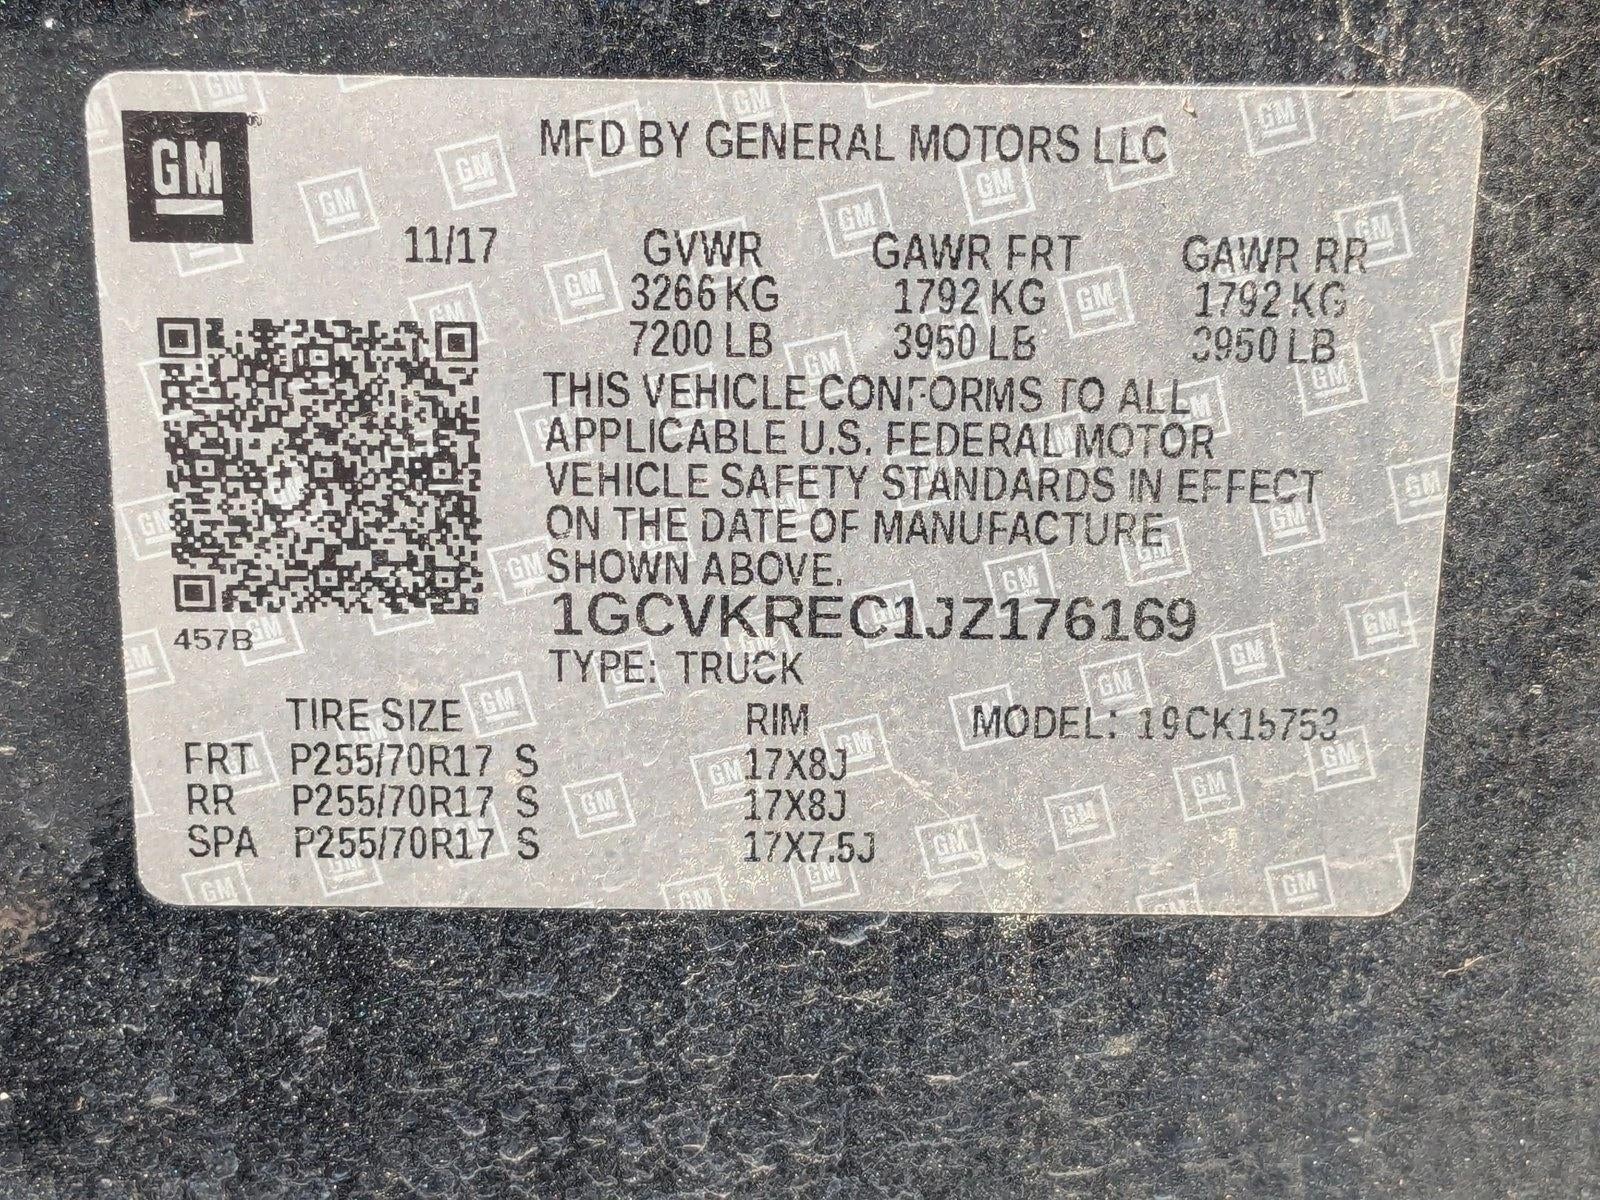 GM
MFD BY GENERAL MOTORS LLC
11/17 GVWR GAWR FRT GAWR RR
3266 KG 1792 KG 1792 KG
7200 LB 3950 LB 3950 LB
THIS VEHICLE CONFORMS TO ALL
APPLICABLE U.S. FEDERAL MOTOR
VEHICLE SAFETY STANDARDS IN EFFECT
ON THE DATE OF MANUFACTURE
SHOWN ABOVE.
1GCVKREC1JZ176169
457B
TYPE: TRUCK
TIRE SIZE RIM MODEL: 19CK15753
FRT P255/70R17 S 17X8J
RR P255/70R17 S 17X8J
SPA P255/70R17 S 17X7.5J